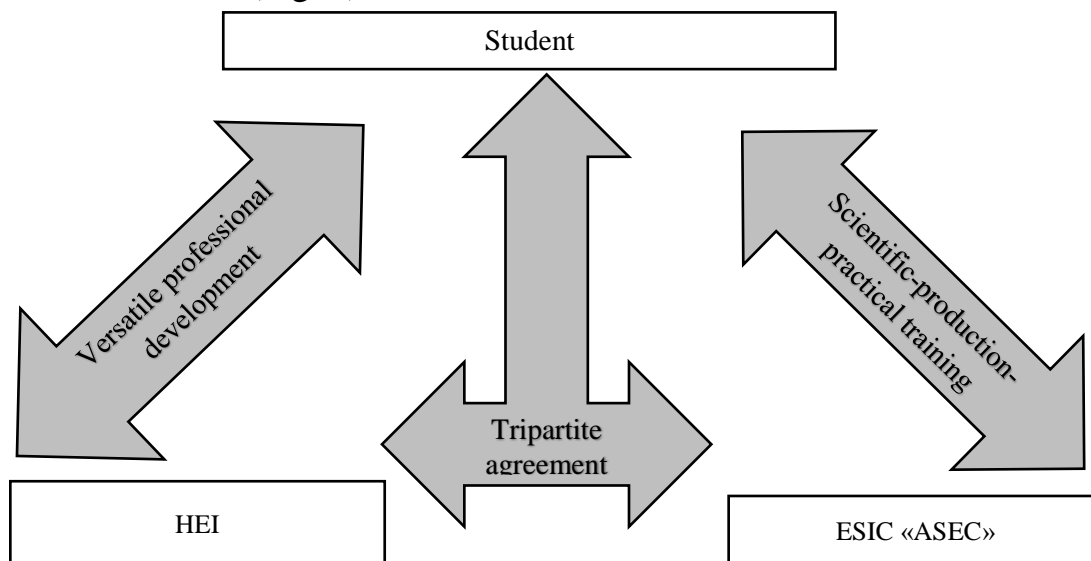 Student
Versatile professional
development
Scientific-production-
practical training
Tripartite
agreement
HEI
ESIC «ASEC»